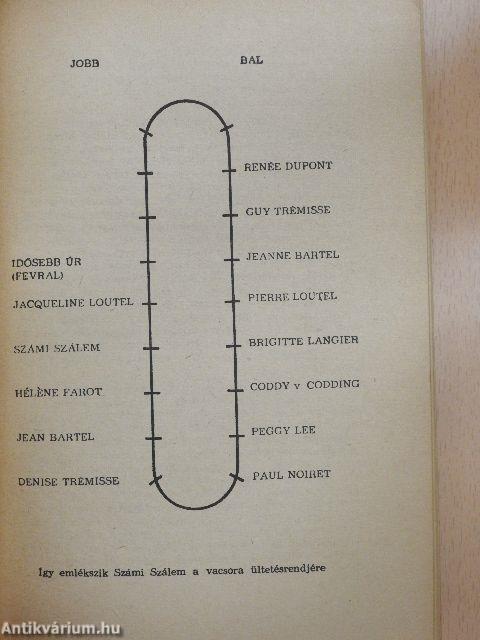 JOBB
BAL
RENÉE DUPONT
GUY TRÉMISSE
JEANNE BARTEL
PIERRE LOUTEL
BRIGITTE LANGIER
CODDY v CODDING
PEGGY LEE
PAUL NOIRET
IDŐSEBB ÚR
(FEVRAL)
JACQUELINE LOUTEL
SZÁMI SZÁLEM
HÉLÈNE FAROT
JEAN BARTEL
DENISE TRÉMISSE
Így emlékszik Számi Szálem a vacsora ültetésrendjére
Antikvárium.hu